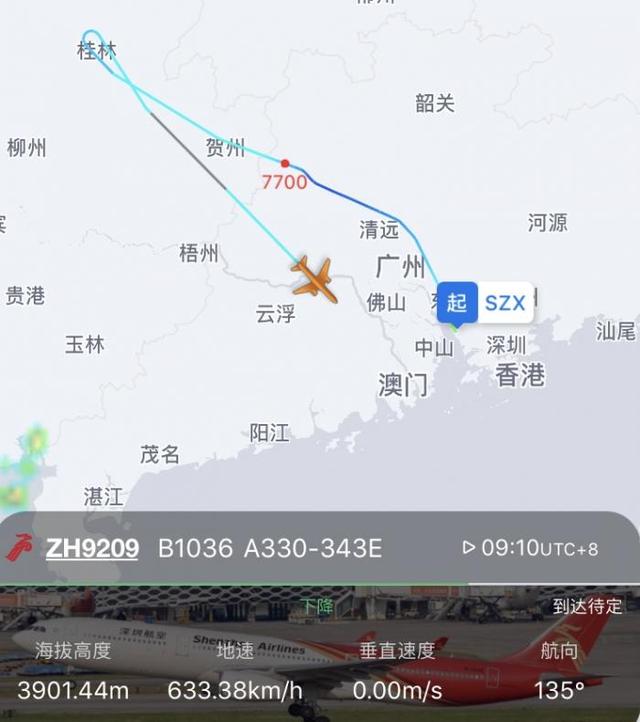 桂林
韶关
柳州
贺州
7700
清远
河源
梧州
广州
贵港
佛山
SZX
起
云浮
汕尾
玉林
中山
深圳
香港
澳门
阳江
茂名
湛江
ZH9209 B1036 A330-343E 09:10UTC+8
下降
到达待定
深圳航空 Shenzhen Airlines
海拔高度 地速 垂直速度 航向
3901.44m 633.38km/h 0.00m/s 135°